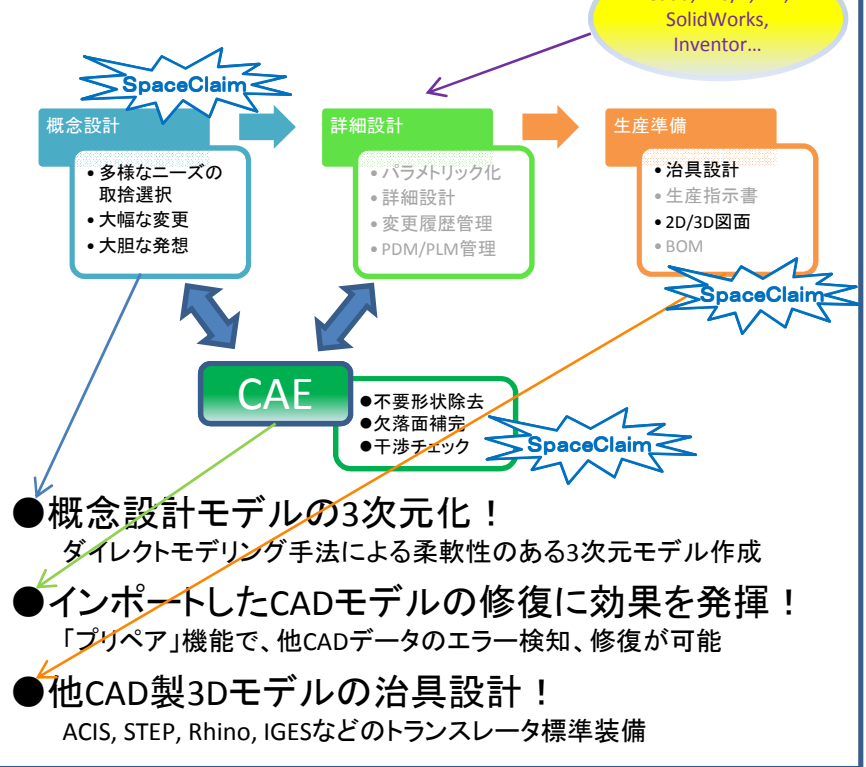 SolidWorks,
Inventor…
SpaceClaim
概念設計
詳細設計
生産準備
•多様なニーズの
取捨選択
•大幅な変更
•大胆な発想
•パラメトリック化
•詳細設計
•変更履歴管理
•PDM/PLM管理
•治具設計
•生産指示書
•2D/3D図面
•BOM
SpaceClaim
CAE
●不要形状除去
●欠落面補完
●干渉チェック
SpaceClaim
●概念設計モデルの3次元化！
ダイレクトモデリング手法による柔軟性のある3次元モデル作成
●インポートしたCADモデルの修復に効果を発揮！
「プリペア」機能で、他CADデータのエラー検知、修復が可能
●他CAD製3Dモデルの治具設計！
ACIS, STEP, Rhino, IGESなどのトランスレータ標準装備